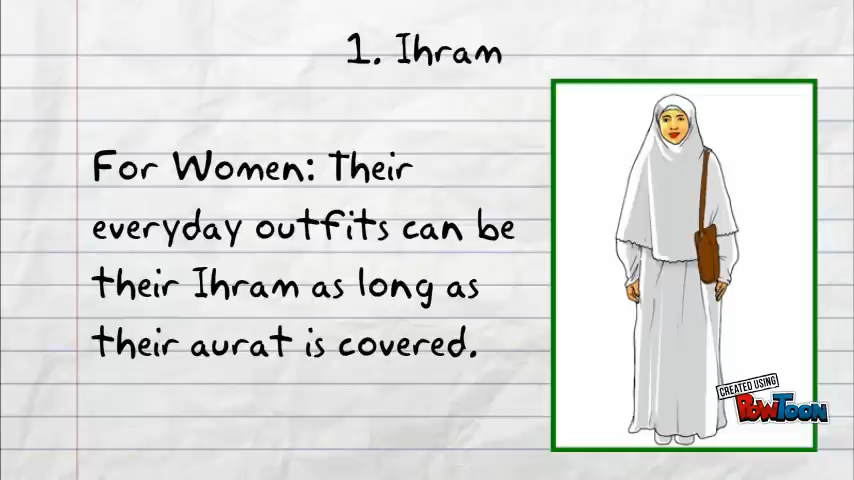 1. Ihram
For Women: Their
everyday outfits can be
their Ihram as long as
their aurat is covered.
CREATED USING
POWTOON